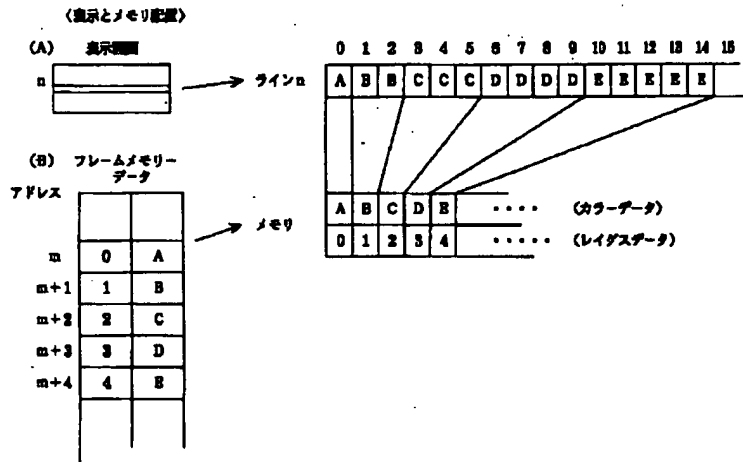 〈表示とメモリ配置〉
(A) 表示画面
n
ラインn
0 1 2 3 4 5 6 7 8 9 10 11 12 13 14 15
A B B C C C D D D D E E E E E
(B) フレームメモリー
データ
アドレス
メモリ
A B C D E ・・・・ (カラーデータ)
0 1 2 3 4 ・・・・・ (レイグスデータ)
m 0 A
m+1 1 B
m+2 2 C
m+3 3 D
m+4 4 E